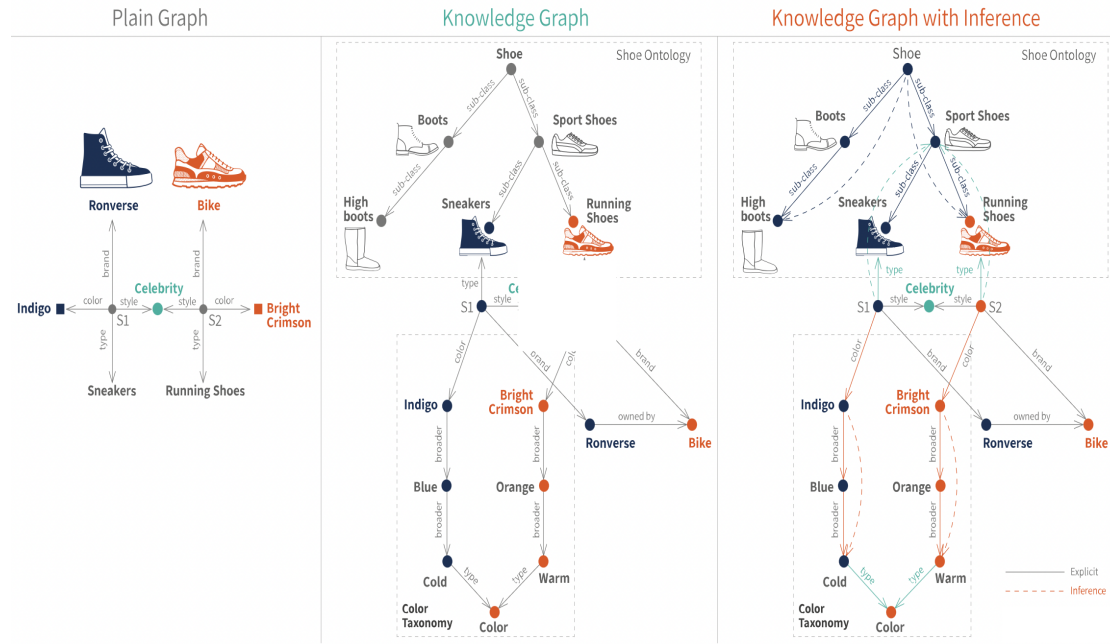 Plain Graph
Knowledge Graph
Knowledge Graph with Inference
Ronverse
Bike
brand
brand
Indigo
color
style
Celebrity
style
color
Bright
Crimson
S1
S2
type
type
Sneakers
Running Shoes
Shoe
Shoe Ontology
sub-class
sub-class
Boots
Sport Shoes
sub-class
sub-class
sub-class
High
boots
Sneakers
Running
Shoes
type
Ce
S1
style
color
brand
Indigo
Bright
Crimson
owned by
Ronverse
Bike
broader
broader
Blue
Orange
broader
broader
Cold
Warm
type
type
Color
Taxonomy
Color
Shoe
Shoe Ontology
sub-class
sub-class
Boots
Sport Shoes
sub-class
sub-class
sub-class
High
boots
Sneakers
Running
Shoes
type
type
Celebrity
S1
style
style
S2
color
brand
color
brand
Indigo
Bright
Crimson
owned by
Ronverse
Bike
broader
broader
Blue
Orange
broader
broader
Cold
Warm
type
type
Color
Taxonomy
Color
Explicit
Inference